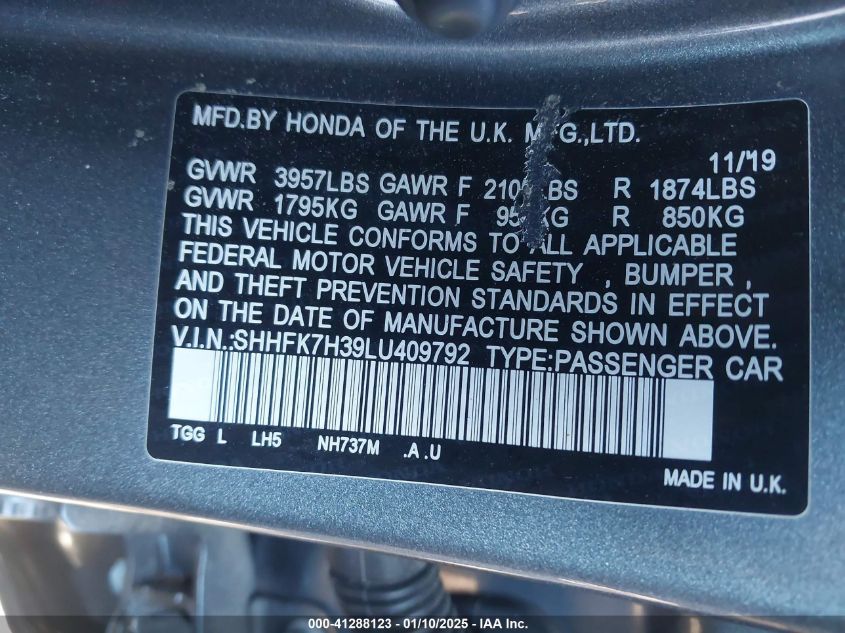 MFD.BY HONDA OF THE U.K. LTD.
11/19
GVWR 3957LBS GAWR F R 1874LBS
GVWR 1795KG GAWR F R 850KG
THIS VEHICLE CONFORMS TO ALL APPLICABLE
FEDERAL MOTOR VEHICLE SAFETY , BUMPER ,
AND THEFT PREVENTION STANDARDS IN EFFECT
ON THE DATE OF MANUFACTURE SHOWN ABOVE.
V.I.N.:SHHFK7H39LU409792 TYPE:PASSENGER CAR
TGG L LH5 NH737M .A .U
MADE IN U.K.
000-41288123 - 01/10/2025 - IAA Inc.